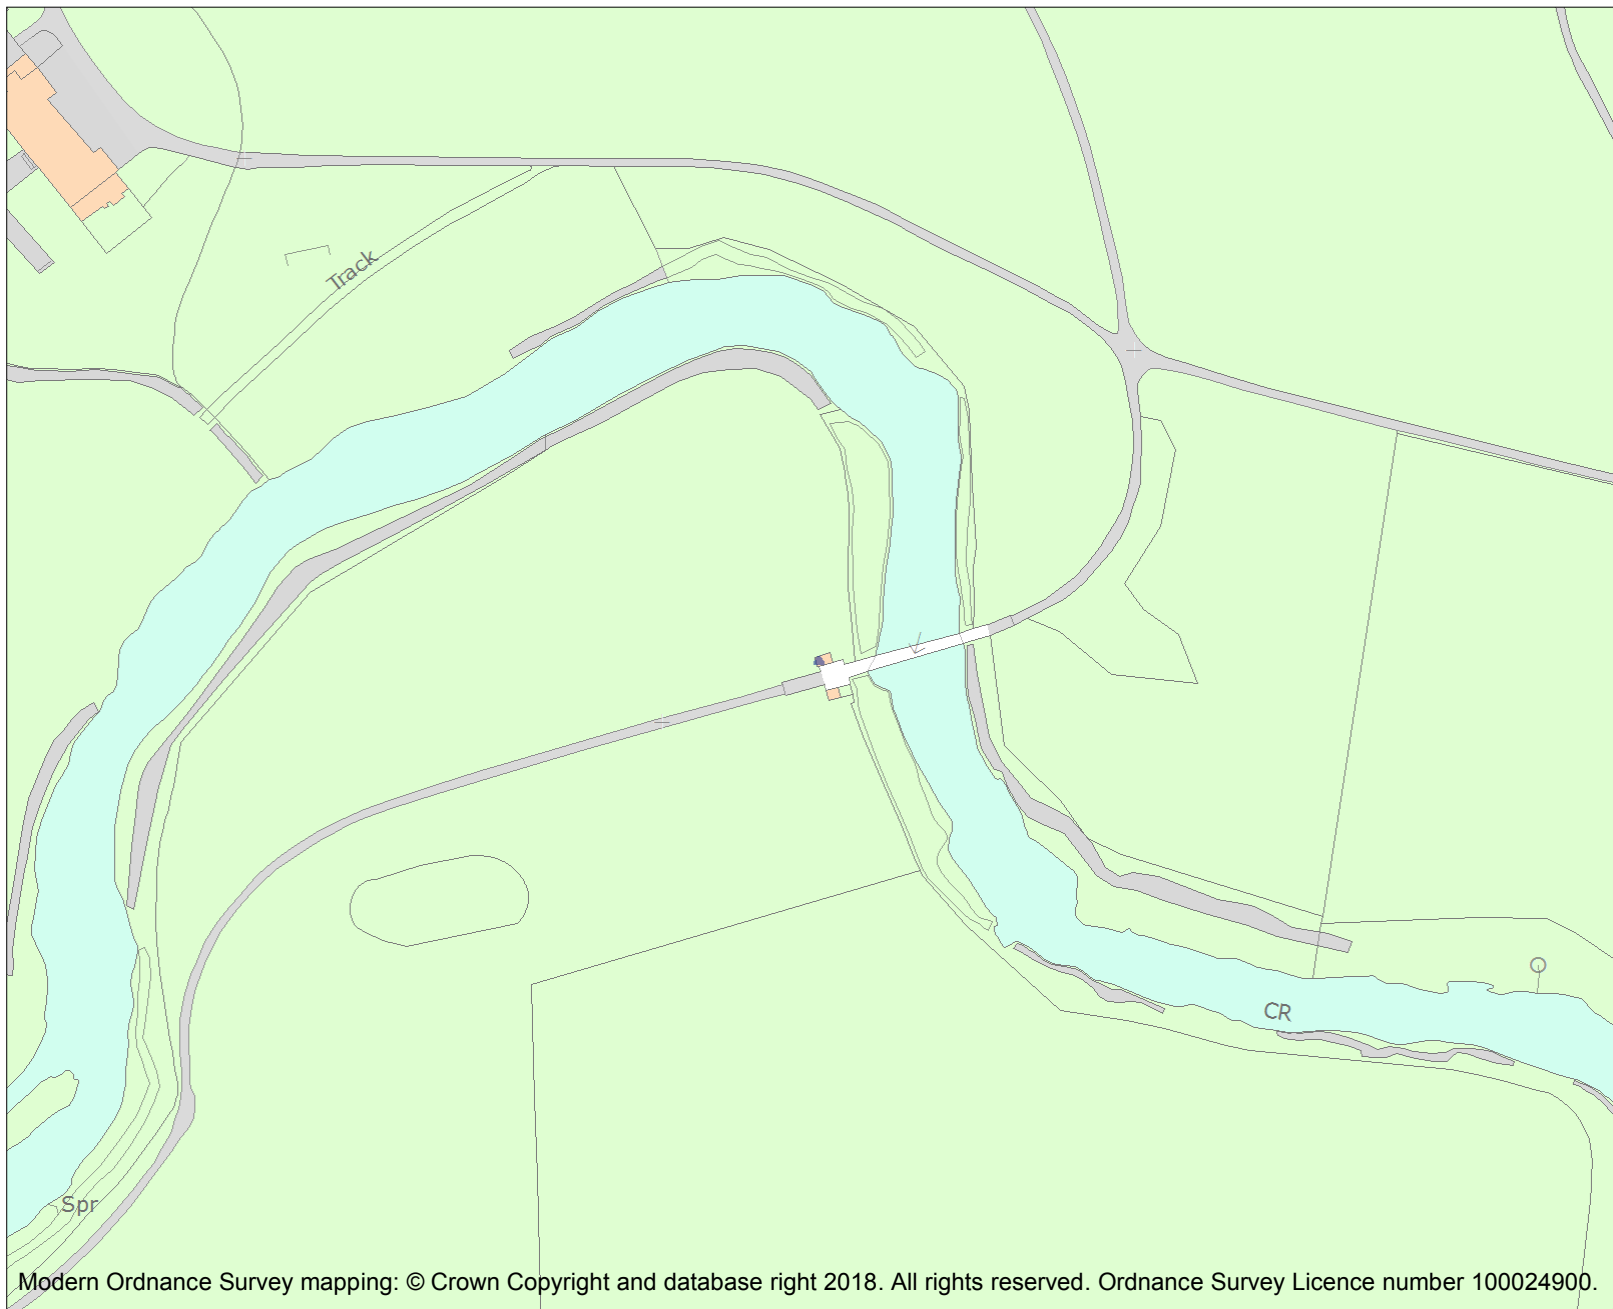 Track
CR
Spr
Modern Ordnance Survey mapping: © Crown Copyright and database right 2018. All rights reserved. Ordnance Survey Licence number 100024900.